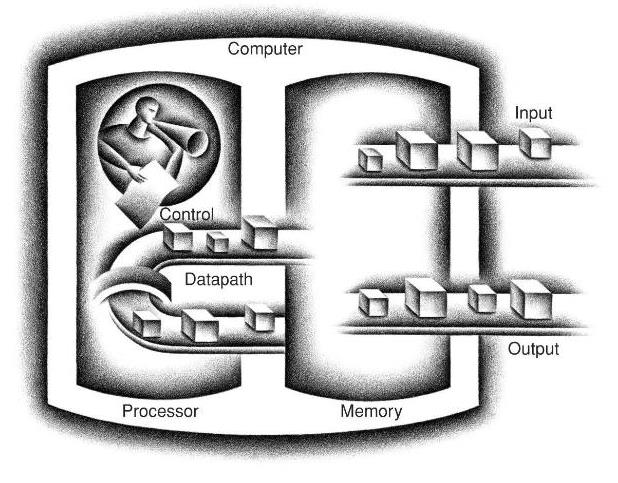 Computer
Input
Control
Datapath
Output
Processor
Memory